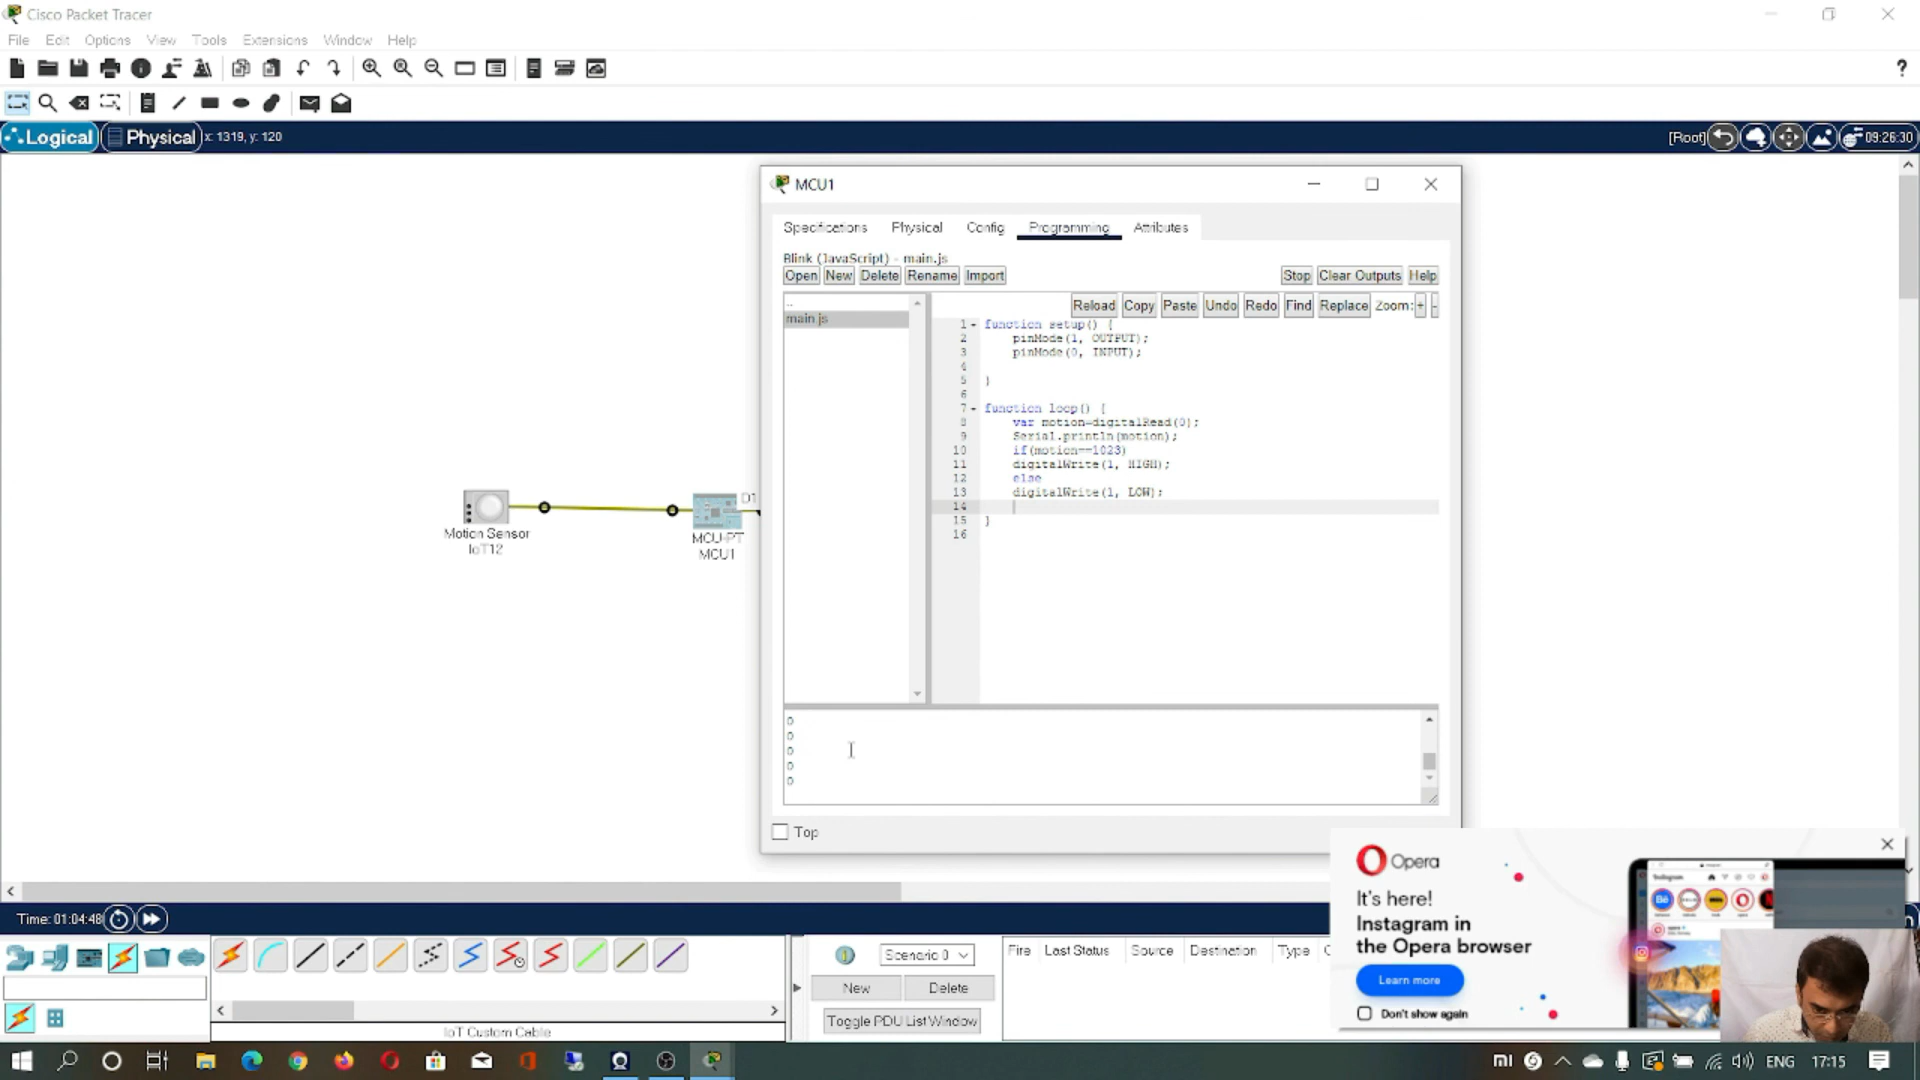 Cisco Packet Tracer
File Edit Options View Tools Extensions Window Help
?
Logical Physical x: 1319, y: 120 [Root] 09:26:30
MCU1
Specifications Physical Config Programming Attributes
Blink (JavaScript) - main.js
Open New Delete Rename Import Stop Clear Outputs Help
..
main.js
Reload Copy Paste Undo Redo Find Replace Zoom: + -
1 function setup() {
2 pinMode(1, OUTPUT);
3 pinMode(0, INPUT);
4
5 }
6
7 function loop() {
8 var motion=digitalRead(0);
9 Serial.println(motion);
10 if(motion==1023)
11 digitalWrite(1, HIGH);
12 else
13 digitalWrite(1, LOW);
14
15 }
16
D1
Motion Sensor
IoT12
MCU-PT
MCU1
0
0
0
0
0
Top
Opera
It's here!
Instagram in
the Opera browser
Learn more
Don't show again
Time: 01:04:48
Scenario 0
New Delete
Toggle PDU List Window
Fire Last Status Source Destination Type
IoT Custom Cable
ENG 17:15